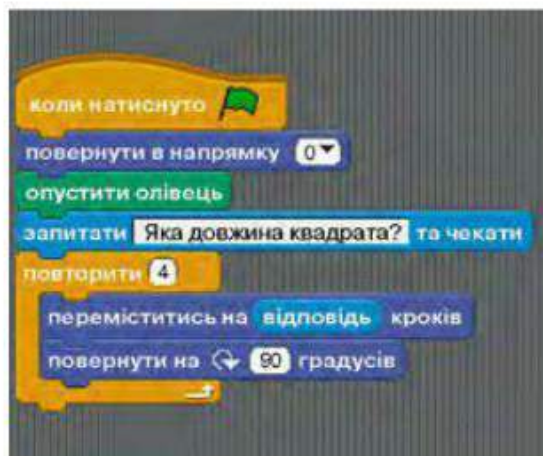 коли натиснуто
повернути в напрямку 0
опустити олівець
запитати Яка довжина квадрата? та чекати
повторити 4
переміститись на відповідь кроків
повернути на 90 градусів